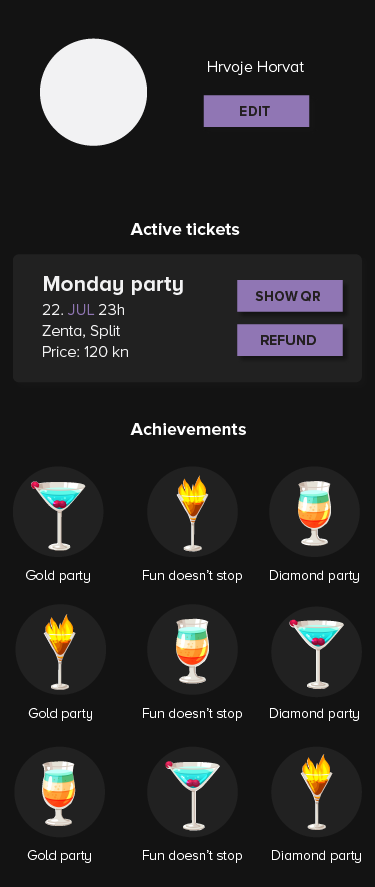 Hrvoje Horvat
EDIT
Active tickets
Monday party
22. JUL 23h
Zenta, Split
Price: 120 kn
SHOW QR
REFUND
Achievements
Gold party
Fun doesn't stop
Diamond party
Gold party
Fun doesn't stop
Diamond party
Gold party
Fun doesn't stop
Diamond party